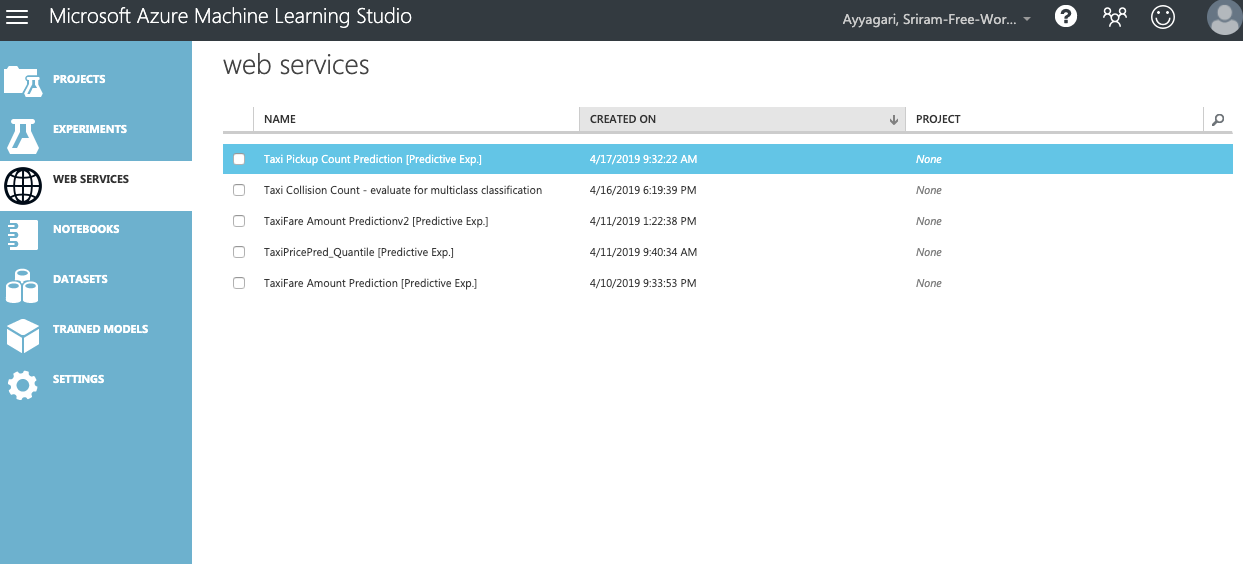 Microsoft Azure Machine Learning Studio
Ayyagari, Sriram-Free-Wor...
PROJECTS
EXPERIMENTS
WEB SERVICES
NOTEBOOKS
DATASETS
TRAINED MODELS
SETTINGS
web services
NAME CREATED ON PROJECT
Taxi Pickup Count Prediction [Predictive Exp.] 4/17/2019 9:32:22 AM None
Taxi Collision Count - evaluate for multiclass classification 4/16/2019 6:19:39 PM None
TaxiFare Amount Predictionv2 [Predictive Exp.] 4/11/2019 1:22:38 PM None
TaxiPricePred_Quantile [Predictive Exp.] 4/11/2019 9:40:34 AM None
TaxiFare Amount Prediction [Predictive Exp.] 4/10/2019 9:33:53 PM None